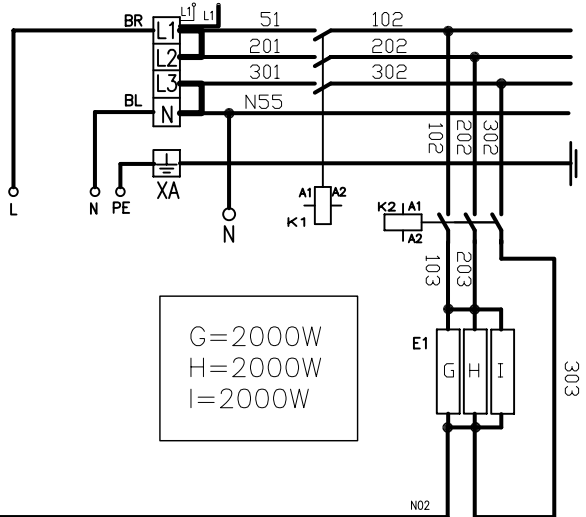 L1 L1
BR L1 51 102
L2 201 202
L3 301 302
BL N N55
102 202 302
XA
L N PE N
A1 A2
K1
K2 A1
A2
103 203
E1 G H I
303
G=2000W
H=2000W
I=2000W
N02